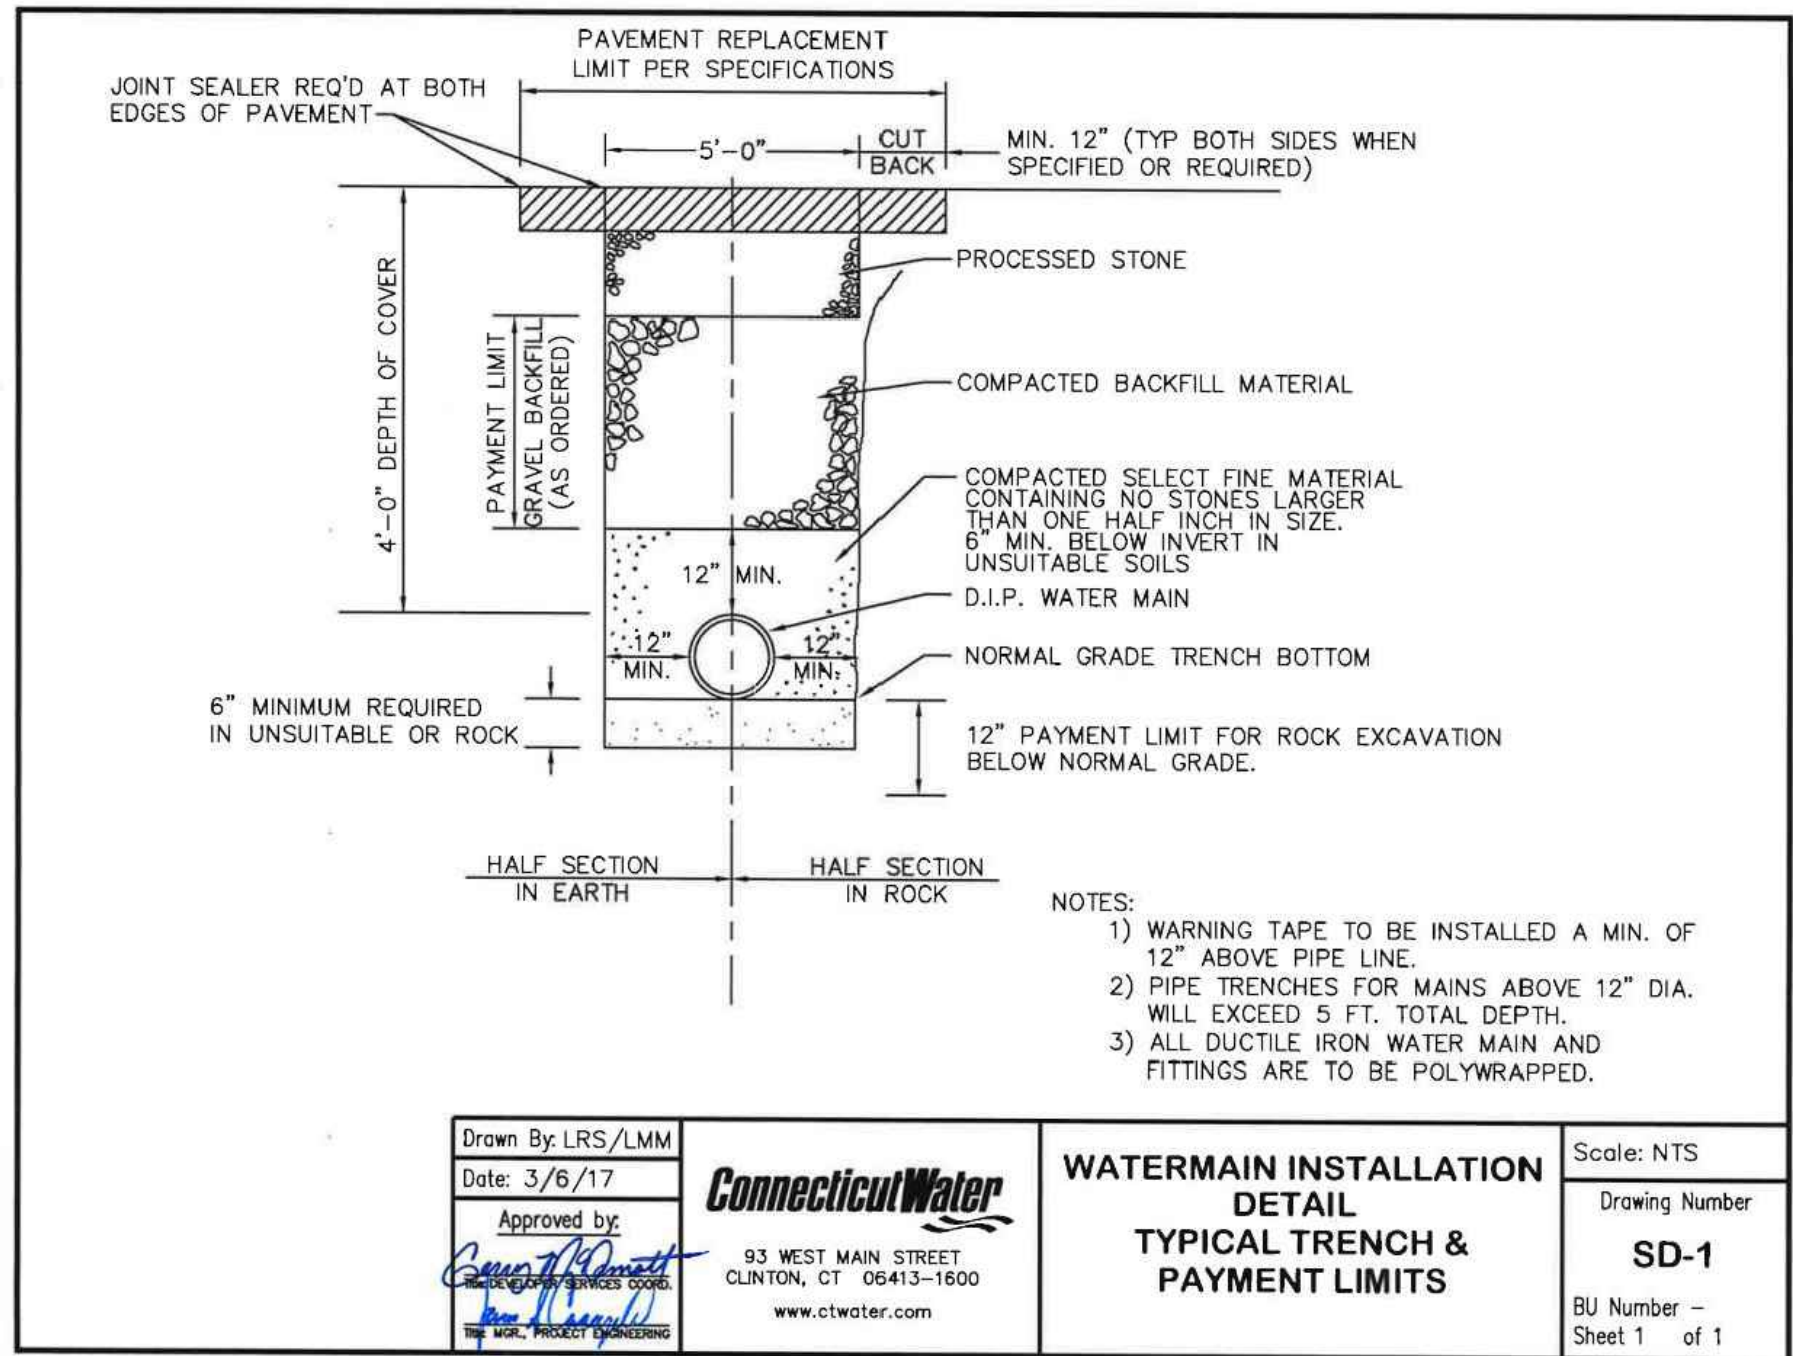 PAVEMENT REPLACEMENT
LIMIT PER SPECIFICATIONS
JOINT SEALER REQ'D AT BOTH
EDGES OF PAVEMENT
5'-0"
CUT
BACK
MIN. 12" (TYP BOTH SIDES WHEN
SPECIFIED OR REQUIRED)
4'-0" DEPTH OF COVER
PAYMENT LIMIT
GRAVEL BACKFILL
(AS ORDERED)
PROCESSED STONE
COMPACTED BACKFILL MATERIAL
COMPACTED SELECT FINE MATERIAL
CONTAINING NO STONES LARGER
THAN ONE HALF INCH IN SIZE.
6" MIN. BELOW INVERT IN
UNSUITABLE SOILS
12" MIN.
D.I.P. WATER MAIN
12"
MIN.
12"
MIN.
NORMAL GRADE TRENCH BOTTOM
6" MINIMUM REQUIRED
IN UNSUITABLE OR ROCK
12" PAYMENT LIMIT FOR ROCK EXCAVATION
BELOW NORMAL GRADE.
HALF SECTION
IN EARTH
HALF SECTION
IN ROCK
NOTES:
1) WARNING TAPE TO BE INSTALLED A MIN. OF
12" ABOVE PIPE LINE.
2) PIPE TRENCHES FOR MAINS ABOVE 12" DIA.
WILL EXCEED 5 FT. TOTAL DEPTH.
3) ALL DUCTILE IRON WATER MAIN AND
FITTINGS ARE TO BE POLYWRAPPED.
Drawn By: LRS/LMM
Date: 3/6/17
Approved by:
Title: DEVELOPER SERVICES COORD.
Title: MGR., PROJECT ENGINEERING
ConnecticutWater
93 WEST MAIN STREET
CLINTON, CT 06413-1600
www.ctwater.com
WATERMAIN INSTALLATION
DETAIL
TYPICAL TRENCH &
PAYMENT LIMITS
Scale: NTS
Drawing Number
SD-1
BU Number -
Sheet 1 of 1